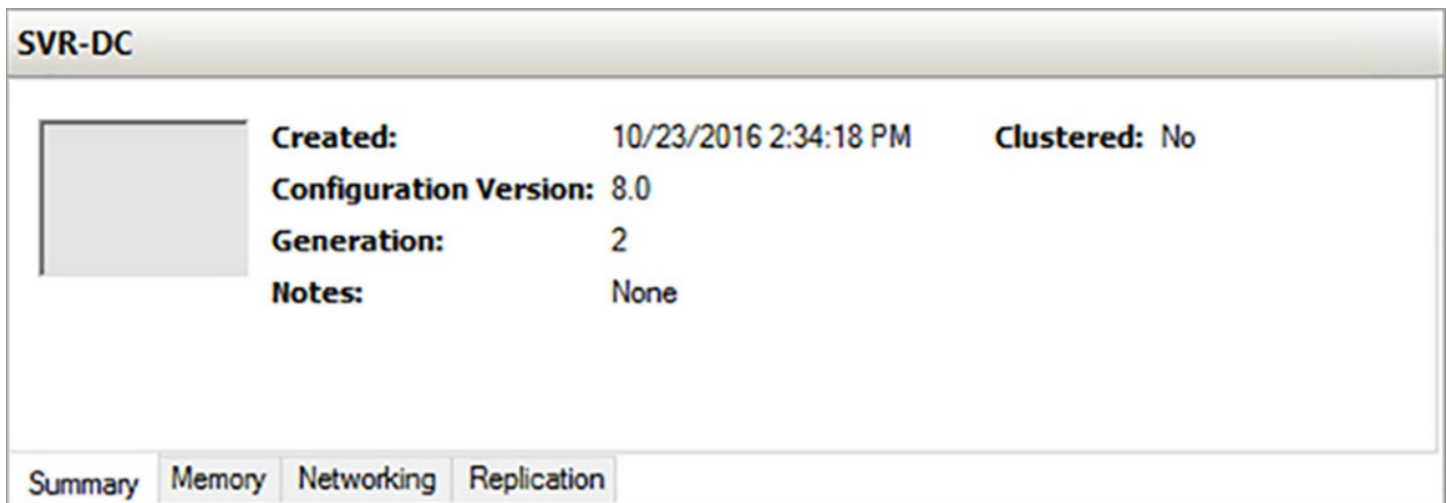 SVR-DC
Created: 10/23/2016 2:34:18 PM Clustered: No
Configuration Version: 8.0
Generation: 2
Notes: None
Summary Memory Networking Replication